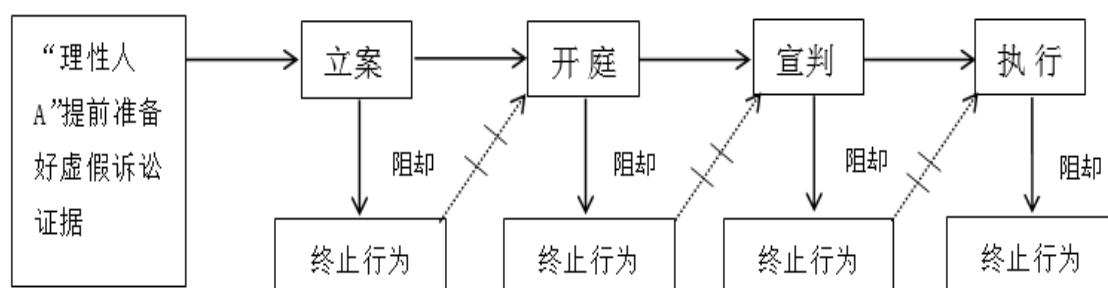 “理性人
A”提前准备
好虚假诉讼
证据
立案
开庭
宣判
执行
阻却
阻却
阻却
阻却
终止行为
终止行为
终止行为
终止行为